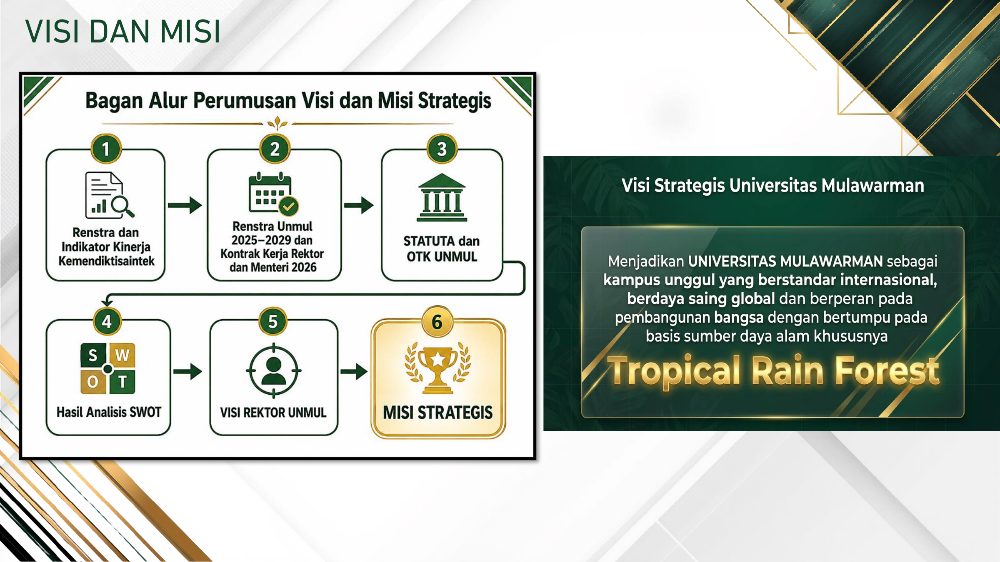 VISI DAN MISI
Bagan Alur Perumusan Visi dan Misi Strategis
1
Renstra dan
Indikator Kinerja
Kemendiktisaintek
2
Renstra Unmul
2025–2029 dan
Kontrak Kerja Rektor
dan Menteri 2026
3
STATUTA dan
OTK UNMUL
4
S W
O T
Hasil Analisis SWOT
5
VISI REKTOR UNMUL
6
MISI STRATEGIS
Visi Strategis Universitas Mulawarman
Menjadikan UNIVERSITAS MULAWARMAN sebagai
kampus unggul yang berstandar internasional,
berdaya saing global dan berperan pada
pembangunan bangsa dengan bertumpu pada
basis sumber daya alam khususnya
Tropical Rain Forest